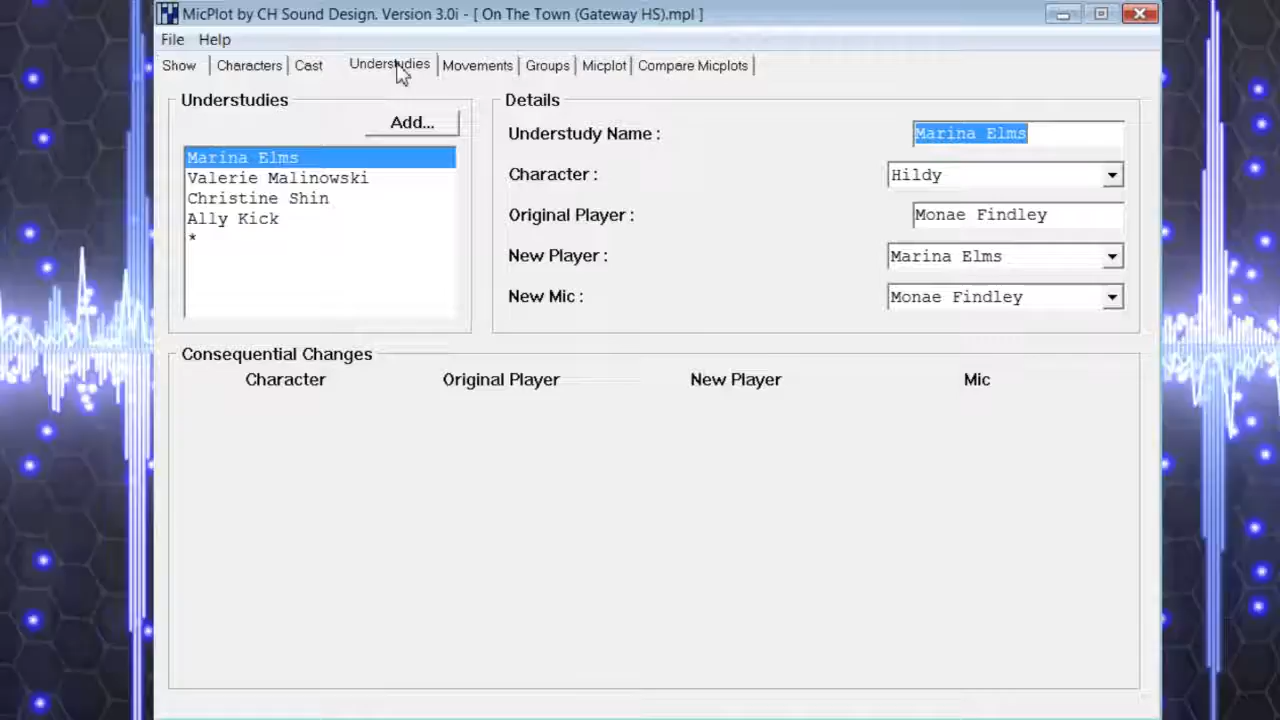 MicPlot by CH Sound Design. Version 3.0i - [ On The Town (Gateway HS).mpl ]
File Help
Show Characters Cast Understudies Movements Groups Micplot Compare Micplots
Understudies
Add...
Marina Elms
Valerie Malinowski
Christine Shin
Ally Kick
*
Details
Understudy Name : Marina Elms
Character : Hildy
Original Player : Monae Findley
New Player : Marina Elms
New Mic : Monae Findley
Consequential Changes
Character Original Player New Player Mic